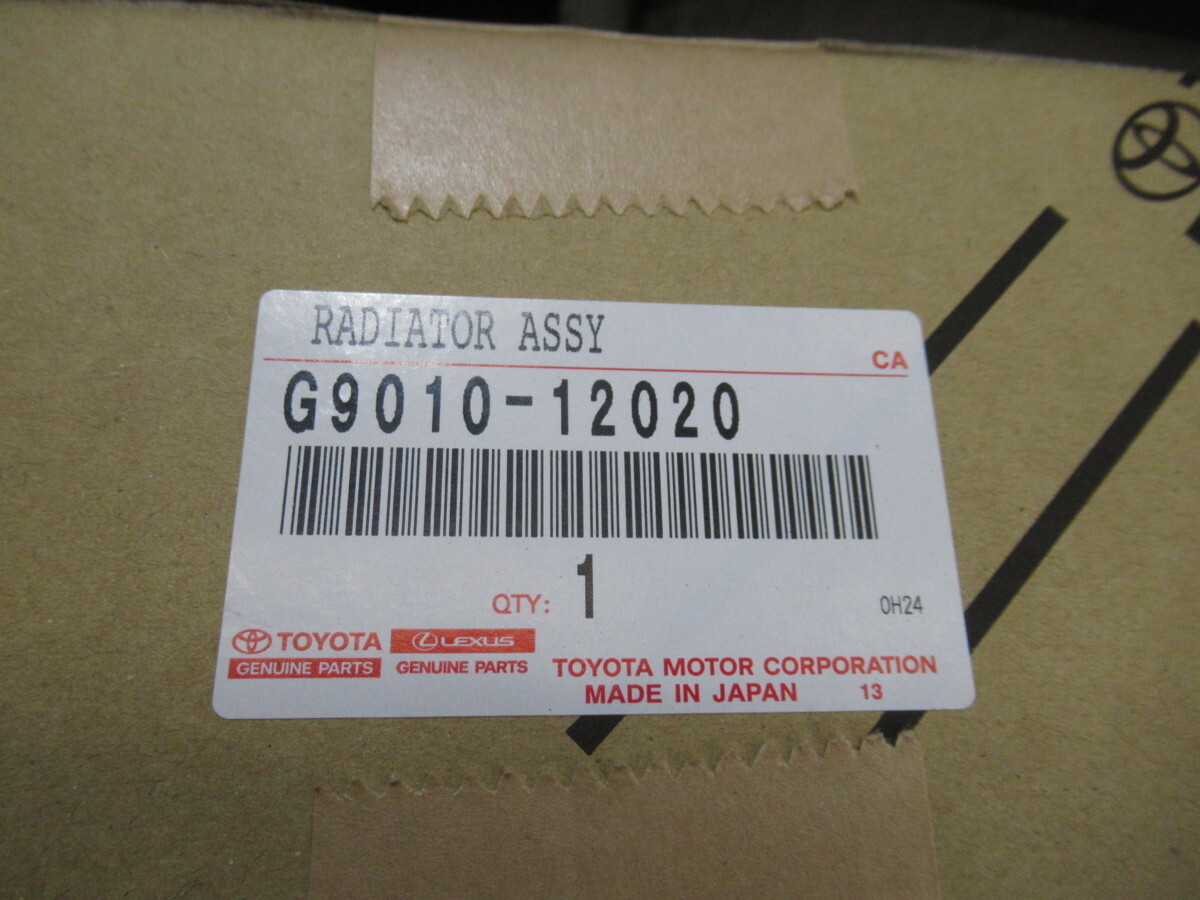 RADIATOR ASSY
CA
G9010-12020
QTY: 1
0H24
TOYOTA
GENUINE PARTS
LEXUS
GENUINE PARTS
TOYOTA MOTOR CORPORATION
MADE IN JAPAN 13